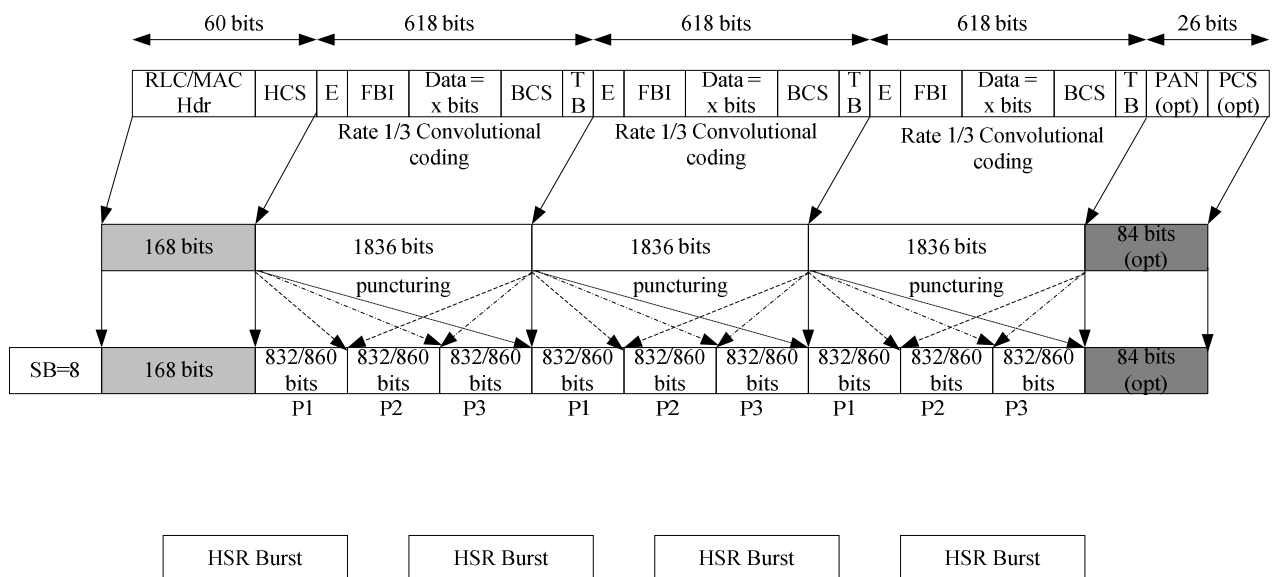 60 bits
618 bits
618 bits
618 bits
26 bits
RLC/MAC
Hdr
HCS
E
FBI
Data =
x bits
BCS
T
B
E
FBI
Data =
x bits
BCS
T
B
E
FBI
Data =
x bits
BCS
T
B
PAN
(opt)
PCS
(opt)
Rate 1/3 Convolutional
coding
Rate 1/3 Convolutional
coding
Rate 1/3 Convolutional
coding
168 bits
1836 bits
1836 bits
1836 bits
84 bits
(opt)
puncturing
puncturing
puncturing
SB=8
168 bits
832/860
bits
832/860
bits
832/860
bits
832/860
bits
832/860
bits
832/860
bits
832/860
bits
832/860
bits
832/860
bits
84 bits
(opt)
P1
P2
P3
P1
P2
P3
P1
P2
P3
HSR Burst
HSR Burst
HSR Burst
HSR Burst